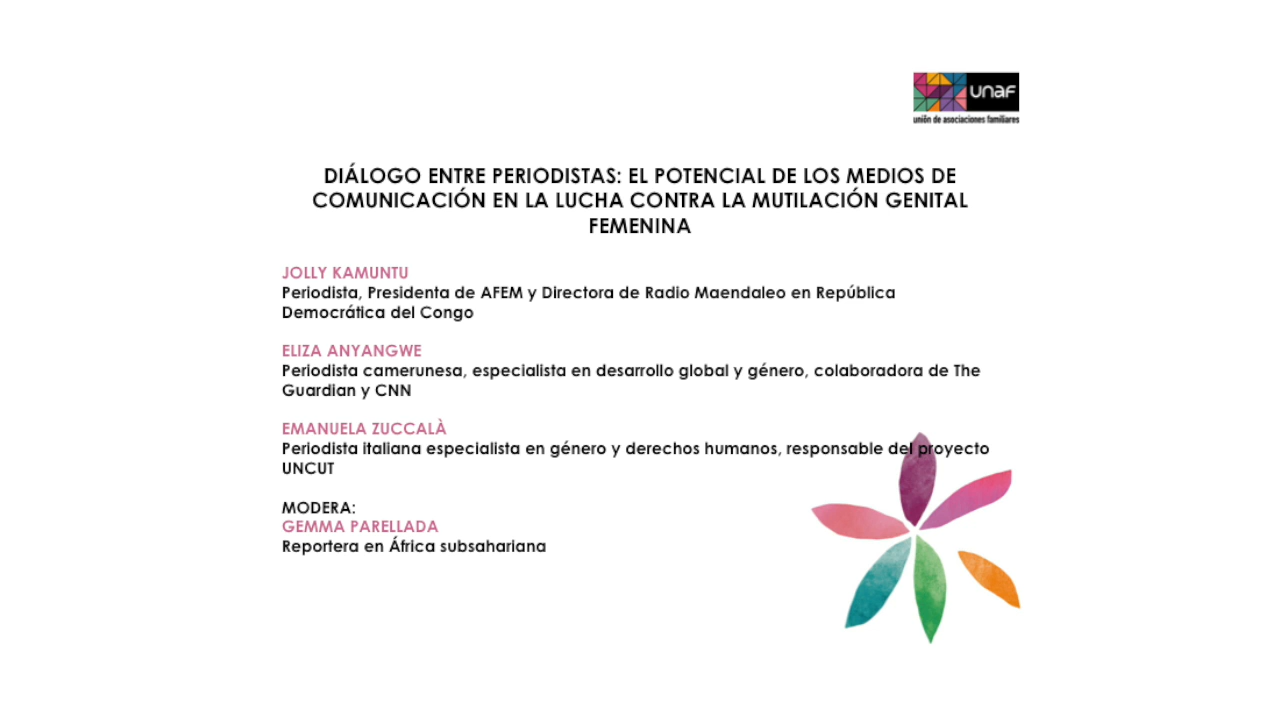 unaf
unión de asociaciones familiares
DIÁLOGO ENTRE PERIODISTAS: EL POTENCIAL DE LOS MEDIOS DE
COMUNICACIÓN EN LA LUCHA CONTRA LA MUTILACIÓN GENITAL
FEMENINA
JOLLY KAMUNTU
Periodista, Presidenta de AFEM y Directora de Radio Maendaleo en República
Democrática del Congo
ELIZA ANYANGWE
Periodista camerunesa, especialista en desarrollo global y género, colaboradora de The
Guardian y CNN
EMANUELA ZUCCALÀ
Periodista italiana especialista en género y derechos humanos, responsable del proyecto
UNCUT
MODERA:
GEMMA PARELLADA
Reportera en África subsahariana